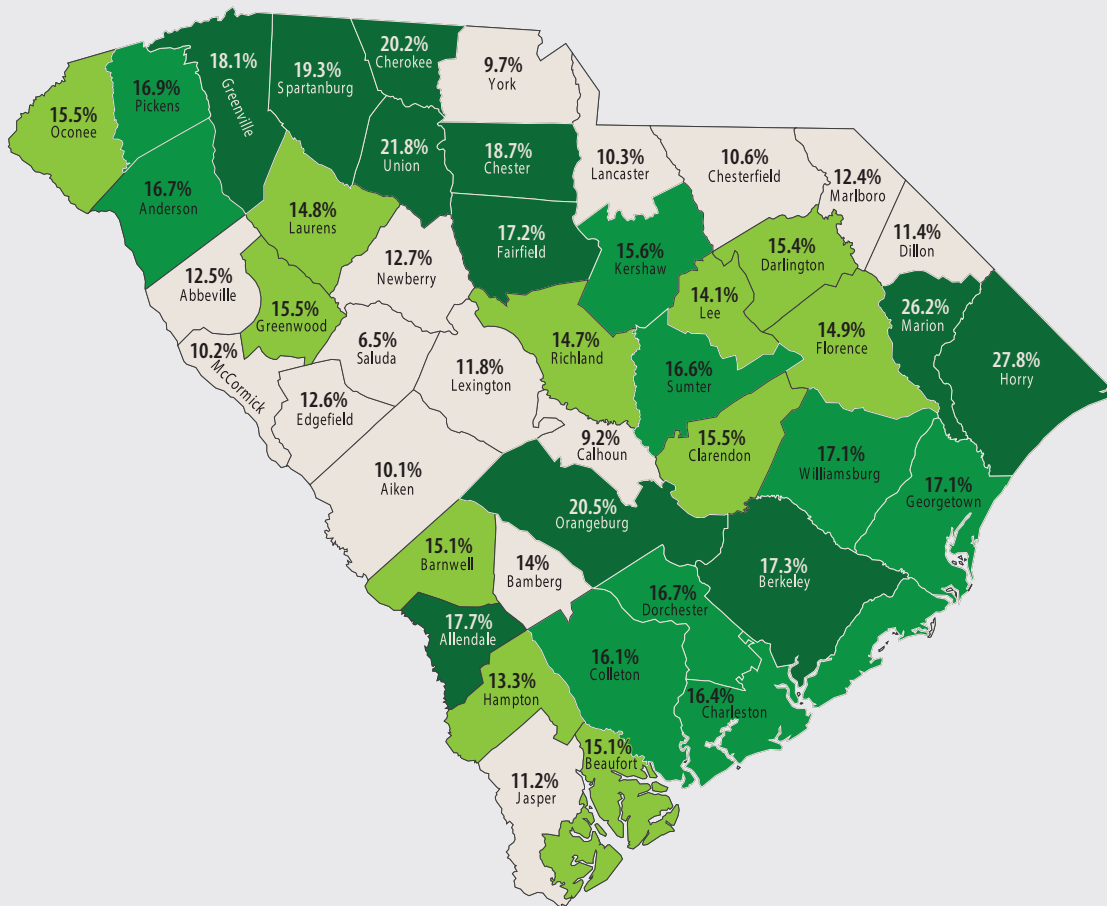 20.2%
Cherokee
18.1%
Greenville
19.3%
Spartanburg
9.7%
York
16.9%
Pickens
15.5%
Oconee
21.8%
Union
18.7%
Chester
10.3%
Lancaster
10.6%
Chesterfield
12.4%
Marlboro
16.7%
Anderson
14.8%
Laurens
11.4%
Dillon
17.2%
Fairfield
15.6%
Kershaw
15.4%
Darlington
12.7%
Newberry
12.5%
Abbeville
15.5%
Greenwood
14.1%
Lee
26.2%
Marion
14.9%
Florence
6.5%
Saluda
14.7%
Richland
10.2%
McCormick
11.8%
Lexington
16.6%
Sumter
27.8%
Horry
12.6%
Edgefield
9.2%
Calhoun
15.5%
Clarendon
17.1%
Williamsburg
10.1%
Aiken
17.1%
Georgetown
20.5%
Orangeburg
15.1%
Barnwell
14%
Bamberg
17.3%
Berkeley
16.7%
Dorchester
17.7%
Allendale
16.1%
Colleton
13.3%
Hampton
16.4%
Charleston
15.1%
Beaufort
11.2%
Jasper